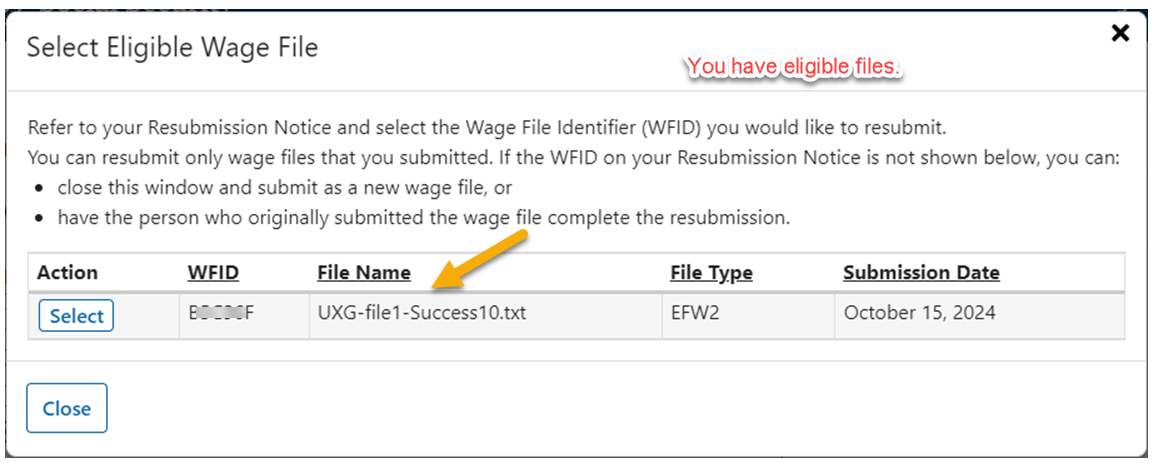 Select Eligible Wage File
You have eligible files.
Refer to your Resubmission Notice and select the Wage File Identifier (WFID) you would like to resubmit.
You can resubmit only wage files that you submitted. If the WFID on your Resubmission Notice is not shown below, you can:
• close this window and submit as a new wage file, or
• have the person who originally submitted the wage file complete the resubmission.
Action WFID File Name File Type Submission Date
Select UXG-file1-Success10.txt EFW2 October 15, 2024
Close